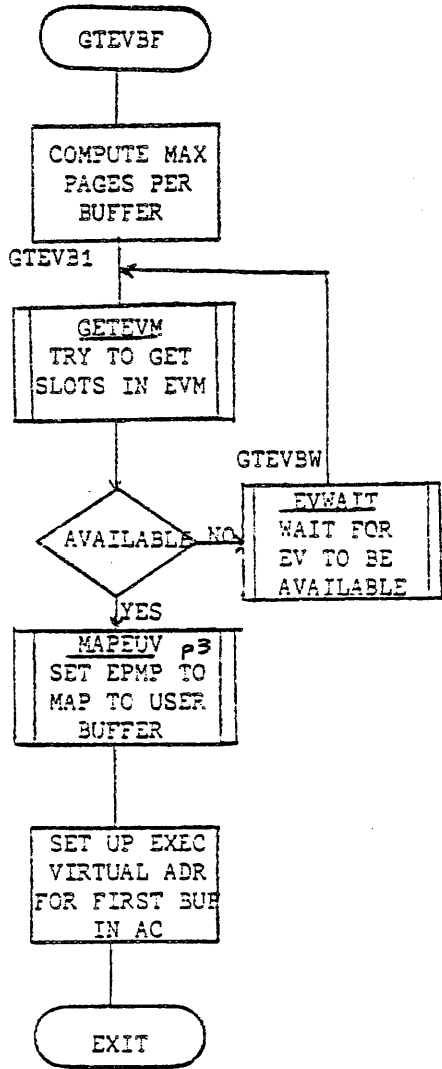 GTEVBF
COMPUTE MAX
PAGES PER
BUFFER
GTEVB1
GETEVM
TRY TO GET
SLOTS IN EVM
GTEVBW
EVWAIT
WAIT FOR
EV TO BE
AVAILABLE
AVAILABLE NO
YES
MAPEUV p3
SET EPMP TO
MAP TO USER
BUFFER
SET UP EXEC
VIRTUAL ADR
FOR FIRST BUF
IN AC
EXIT